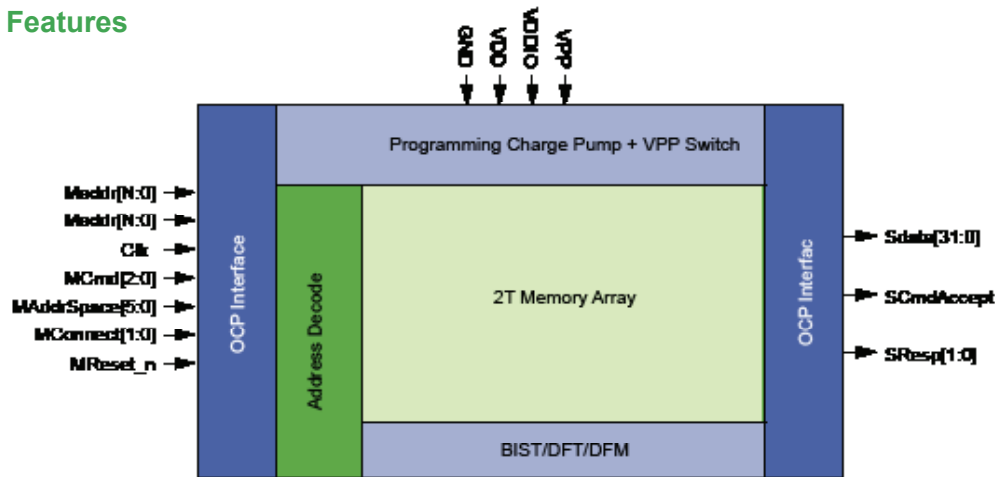 Features
GND
VDD
VDDIO
VPP
Programming Charge Pump + VPP Switch
Maddr[N:0]
Maddr[N:0]
Clk
MCmd[2:0]
MAddrSpace[5:0]
MConnect[1:0]
MReset_n
OCP Interface
Address Decode
2T Memory Array
BIST/DFT/DFM
OCP Interfac
Sdata[31:0]
SCmdAccept
SResp[1:0]